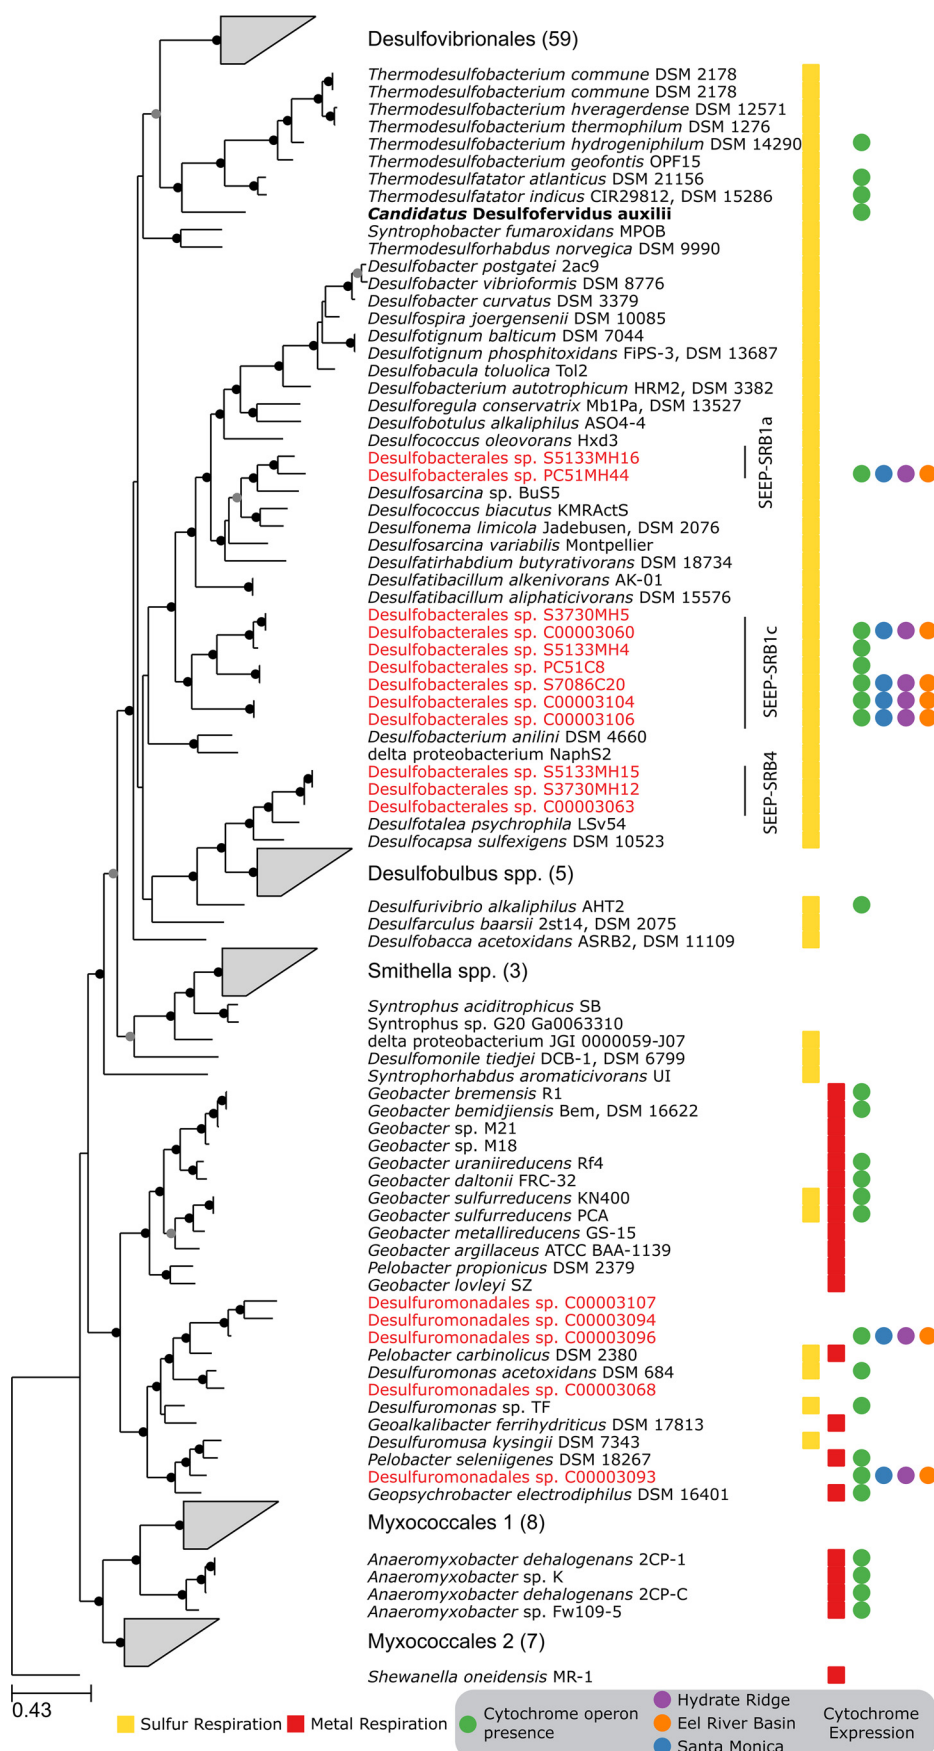 Desulfovibrionales (59)
Thermodesulfobacterium commune DSM 2178
Thermodesulfobacterium commune DSM 2178
Thermodesulfobacterium hveragerdense DSM 12571
Thermodesulfobacterium thermophilum DSM 1276
Thermodesulfobacterium hydrogeniphilum DSM 14290
Thermodesulfobacterium geofontis OPF15
Thermodesulfatator atlanticus DSM 21156
Thermodesulfatator indicus CIR29812, DSM 15286
Candidatus Desulfofervidus auxilii
Syntrophobacter fumaroxidans MPOB
Thermodesulforhabdus norvegica DSM 9990
Desulfobacter postgatei 2ac9
Desulfobacter vibrioformis DSM 8776
Desulfobacter curvatus DSM 3379
Desulfospira joergensenii DSM 10085
Desulfotignum balticum DSM 7044
Desulfotignum phosphitoxidans FiPS-3, DSM 13687
Desulfobacula toluolica Tol2
Desulfobacterium autotrophicum HRM2, DSM 3382
Desulforegula conservatrix Mb1Pa, DSM 13527
Desulfobotulus alkaliphilus ASO4-4
Desulfococcus oleovorans Hxd3
Desulfobacterales sp. S5133MH16
Desulfobacterales sp. PC51MH44
SEEP-SRB1a
Desulfosarcina sp. BuS5
Desulfococcus biacutus KMRActS
Desulfonema limicola Jadebusen, DSM 2076
Desulfosarcina variabilis Montpellier
Desulfatirhabdium butyrativorans DSM 18734
Desulfatibacillum alkenivorans AK-01
Desulfatibacillum aliphaticivorans DSM 15576
Desulfobacterales sp. S3730MH5
Desulfobacterales sp. C00003060
Desulfobacterales sp. S5133MH4
Desulfobacterales sp. PC51C8
Desulfobacterales sp. S7086C20
Desulfobacterales sp. C00003104
Desulfobacterales sp. C00003106
SEEP-SRB1c
Desulfobacterium anilini DSM 4660
delta proteobacterium NaphS2
Desulfobacterales sp. S5133MH15
Desulfobacterales sp. S3730MH12
Desulfobacterales sp. C00003063
SEEP-SRB4
Desulfotalea psychrophila LSv54
Desulfocapsa sulfexigens DSM 10523
Desulfobulbus spp. (5)
Desulfurivibrio alkaliphilus AHT2
Desulfarculus baarsii 2st14, DSM 2075
Desulfobacca acetoxidans ASRB2, DSM 11109
Smithella spp. (3)
Syntrophus aciditrophicus SB
Syntrophus sp. G20 Ga0063310
delta proteobacterium JGI 0000059-J07
Desulfomonile tiedjei DCB-1, DSM 6799
Syntrophorhabdus aromaticivorans UI
Geobacter bremensis R1
Geobacter bemidjiensis Bem, DSM 16622
Geobacter sp. M21
Geobacter sp. M18
Geobacter uraniireducens Rf4
Geobacter daltonii FRC-32
Geobacter sulfurreducens KN400
Geobacter sulfurreducens PCA
Geobacter metallireducens GS-15
Geobacter argillaceus ATCC BAA-1139
Pelobacter propionicus DSM 2379
Geobacter lovleyi SZ
Desulfuromonadales sp. C00003107
Desulfuromonadales sp. C00003094
Desulfuromonadales sp. C00003096
Pelobacter carbinolicus DSM 2380
Desulfuromonas acetoxidans DSM 684
Desulfuromonadales sp. C00003068
Desulfuromonas sp. TF
Geoalkalibacter ferrihydriticus DSM 17813
Desulfuromusa kysingii DSM 7343
Pelobacter seleniigenes DSM 18267
Desulfuromonadales sp. C00003093
Geopsychrobacter electrodiphilus DSM 16401
Myxococcales 1 (8)
Anaeromyxobacter dehalogenans 2CP-1
Anaeromyxobacter sp. K
Anaeromyxobacter dehalogenans 2CP-C
Anaeromyxobacter sp. Fw109-5
Myxococcales 2 (7)
Shewanella oneidensis MR-1
0.43
Sulfur Respiration
Metal Respiration
Cytochrome operon
presence
Hydrate Ridge
Eel River Basin
Santa Monica
Cytochrome
Expression